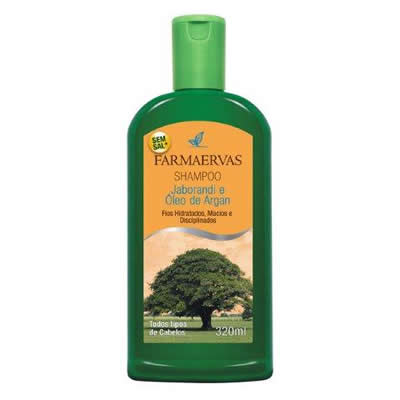 SEM
SAL*
FARMAERVAS
SHAMPOO
Jaborandi e
Óleo de Argan
Fios Hidratados, Macios e
Disciplinados
Todos tipos
de Cabelos
320ml